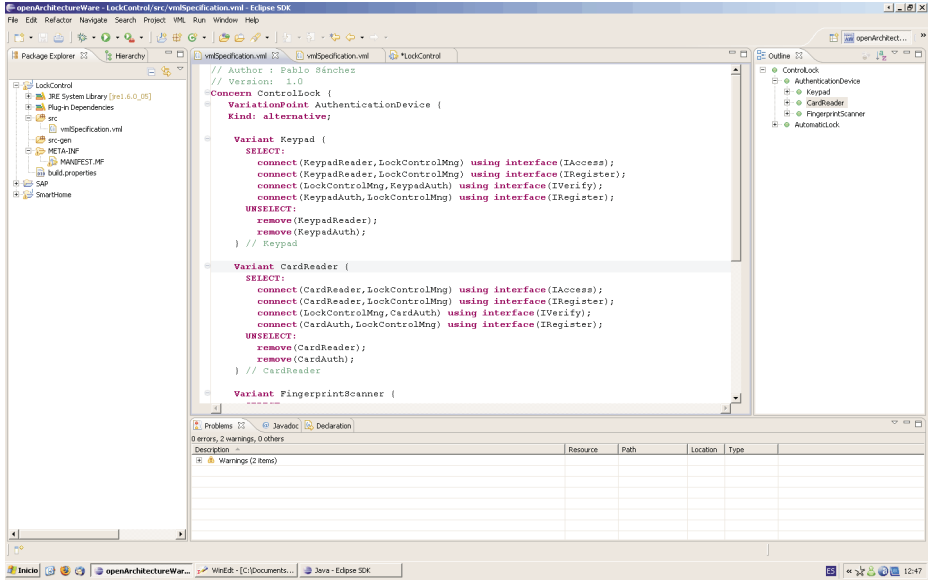 openArchitectureWare - LockControl/src/vmlSpecification.vml - Eclipse SDK
File Edit Refactor Navigate Search Project VML Run Window Help
openArchitect...
Package Explorer Hierarchy
LockControl
JRE System Library [jre1.6.0_05]
Plug-in Dependencies
src
vmlSpecification.vml
src-gen
META-INF
MANIFEST.MF
build.properties
SAP
SmartHome
vmlSpecification.vml vmlSpecification.vml *LockControl
// Author : Pablo Sánchez
// Version: 1.0
Concern ControlLock {
VariationPoint AuthenticationDevice {
Kind: alternative;
Variant Keypad {
SELECT:
connect(KeypadReader,LockControlMng) using interface(IAccess);
connect(KeypadReader,LockControlMng) using interface(IRegister);
connect(LockControlMng,KeypadAuth) using interface(IVerify);
connect(KeypadAuth,LockControlMng) using interface(IRegister);
UNSELECT:
remove(KeypadReader);
remove(KeypadAuth);
} // Keypad
Variant CardReader {
SELECT:
connect(CardReader,LockControlMng) using interface(IAccess);
connect(CardReader,LockControlMng) using interface(IRegister);
connect(LockControlMng,CardAuth) using interface(IVerify);
connect(CardAuth,LockControlMng) using interface(IRegister);
UNSELECT:
remove(CardReader);
remove(CardAuth);
} // CardReader
Variant FingerprintScanner {
Outline
ControlLock
AuthenticationDevice
Keypad
CardReader
FingerprintScanner
AutomaticLock
Problems Javadoc Declaration
0 errors, 2 warnings, 0 others
Description Resource Path Location Type
Warnings (2 items)
Inicio openArchitectureWar... WinEdt - [C:\Documents... Java - Eclipse SDK ES 12:47